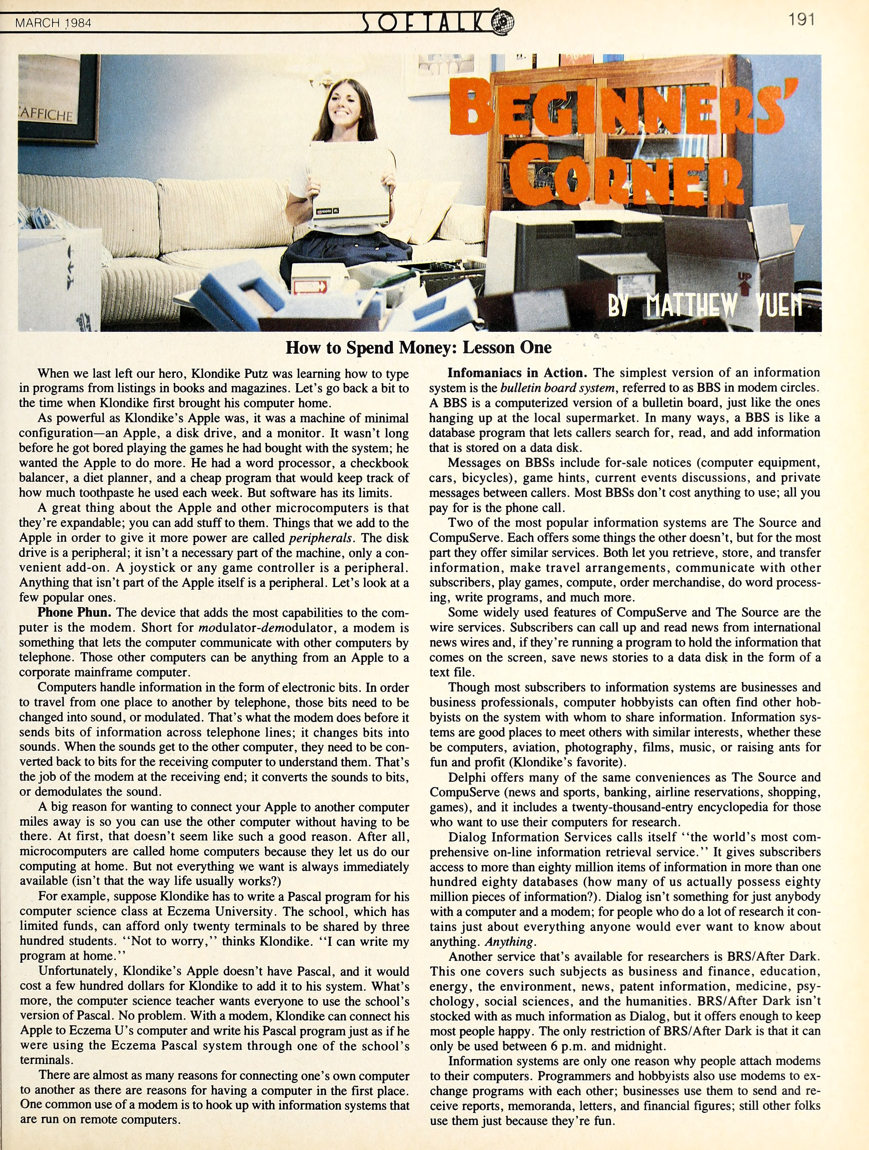 MARCH 1984
SOFTALK
191
L'AFFICHE
BEGINNERS'
CORNER
UP
BY MATTHEW YUEN
How to Spend Money: Lesson One
When we last left our hero, Klondike Putz was learning how to type
in programs from listings in books and magazines. Let's go back a bit to
the time when Klondike first brought his computer home.
As powerful as Klondike's Apple was, it was a machine of minimal
configuration—an Apple, a disk drive, and a monitor. It wasn't long
before he got bored playing the games he had bought with the system; he
wanted the Apple to do more. He had a word processor, a checkbook
balancer, a diet planner, and a cheap program that would keep track of
how much toothpaste he used each week. But software has its limits.
A great thing about the Apple and other microcomputers is that
they're expandable; you can add stuff to them. Things that we add to the
Apple in order to give it more power are called peripherals. The disk
drive is a peripheral; it isn't a necessary part of the machine, only a con-
venient add-on. A joystick or any game controller is a peripheral.
Anything that isn't part of the Apple itself is a peripheral. Let's look at a
few popular ones.
Phone Phun. The device that adds the most capabilities to the com-
puter is the modem. Short for modulator-demodulator, a modem is
something that lets the computer communicate with other computers by
telephone. Those other computers can be anything from an Apple to a
corporate mainframe computer.
Computers handle information in the form of electronic bits. In order
to travel from one place to another by telephone, those bits need to be
changed into sound, or modulated. That's what the modem does before it
sends bits of information across telephone lines; it changes bits into
sounds. When the sounds get to the other computer, they need to be con-
verted back to bits for the receiving computer to understand them. That's
the job of the modem at the receiving end; it converts the sounds to bits,
or demodulates the sound.
A big reason for wanting to connect your Apple to another computer
miles away is so you can use the other computer without having to be
there. At first, that doesn't seem like such a good reason. After all,
microcomputers are called home computers because they let us do our
computing at home. But not everything we want is always immediately
available (isn't that the way life usually works?)
For example, suppose Klondike has to write a Pascal program for his
computer science class at Eczema University. The school, which has
limited funds, can afford only twenty terminals to be shared by three
hundred students. ''Not to worry,'' thinks Klondike. ''I can write my
program at home.''
Unfortunately, Klondike's Apple doesn't have Pascal, and it would
cost a few hundred dollars for Klondike to add it to his system. What's
more, the computer science teacher wants everyone to use the school's
version of Pascal. No problem. With a modem, Klondike can connect his
Apple to Eczema U's computer and write his Pascal program just as if he
were using the Eczema Pascal system through one of the school's
terminals.
There are almost as many reasons for connecting one's own computer
to another as there are reasons for having a computer in the first place.
One common use of a modem is to hook up with information systems that
are run on remote computers.
Infomaniacs in Action. The simplest version of an information
system is the bulletin board system, referred to as BBS in modem circles.
A BBS is a computerized version of a bulletin board, just like the ones
hanging up at the local supermarket. In many ways, a BBS is like a
database program that lets callers search for, read, and add information
that is stored on a data disk.
Messages on BBSs include for-sale notices (computer equipment,
cars, bicycles), game hints, current events discussions, and private
messages between callers. Most BBSs don't cost anything to use; all you
pay for is the phone call.
Two of the most popular information systems are The Source and
CompuServe. Each offers some things the other doesn't, but for the most
part they offer similar services. Both let you retrieve, store, and transfer
information, make travel arrangements, communicate with other
subscribers, play games, compute, order merchandise, do word process-
ing, write programs, and much more.
Some widely used features of CompuServe and The Source are the
wire services. Subscribers can call up and read news from international
news wires and, if they're running a program to hold the information that
comes on the screen, save news stories to a data disk in the form of a
text file.
Though most subscribers to information systems are businesses and
business professionals, computer hobbyists can often find other hob-
byists on the system with whom to share information. Information sys-
tems are good places to meet others with similar interests, whether these
be computers, aviation, photography, films, music, or raising ants for
fun and profit (Klondike's favorite).
Delphi offers many of the same conveniences as The Source and
CompuServe (news and sports, banking, airline reservations, shopping,
games), and it includes a twenty-thousand-entry encyclopedia for those
who want to use their computers for research.
Dialog Information Services calls itself ''the world's most com-
prehensive on-line information retrieval service.'' It gives subscribers
access to more than eighty million items of information in more than one
hundred eighty databases (how many of us actually possess eighty
million pieces of information?). Dialog isn't something for just anybody
with a computer and a modem; for people who do a lot of research it con-
tains just about everything anyone would ever want to know about
anything. Anything.
Another service that's available for researchers is BRS/After Dark.
This one covers such subjects as business and finance, education,
energy, the environment, news, patent information, medicine, psy-
chology, social sciences, and the humanities. BRS/After Dark isn't
stocked with as much information as Dialog, but it offers enough to keep
most people happy. The only restriction of BRS/After Dark is that it can
only be used between 6 p.m. and midnight.
Information systems are only one reason why people attach modems
to their computers. Programmers and hobbyists also use modems to ex-
change programs with each other; businesses use them to send and re-
ceive reports, memoranda, letters, and financial figures; still other folks
use them just because they're fun.